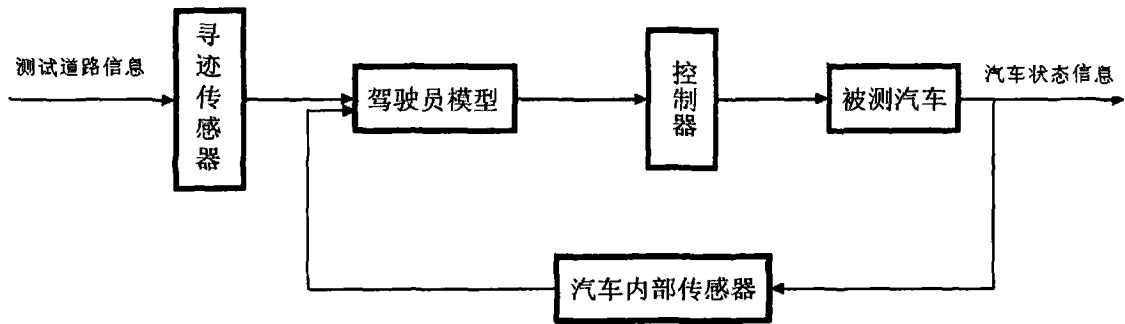 测试道路信息
寻迹传感器
驾驶员模型
控制器
被测汽车
汽车状态信息
汽车内部传感器